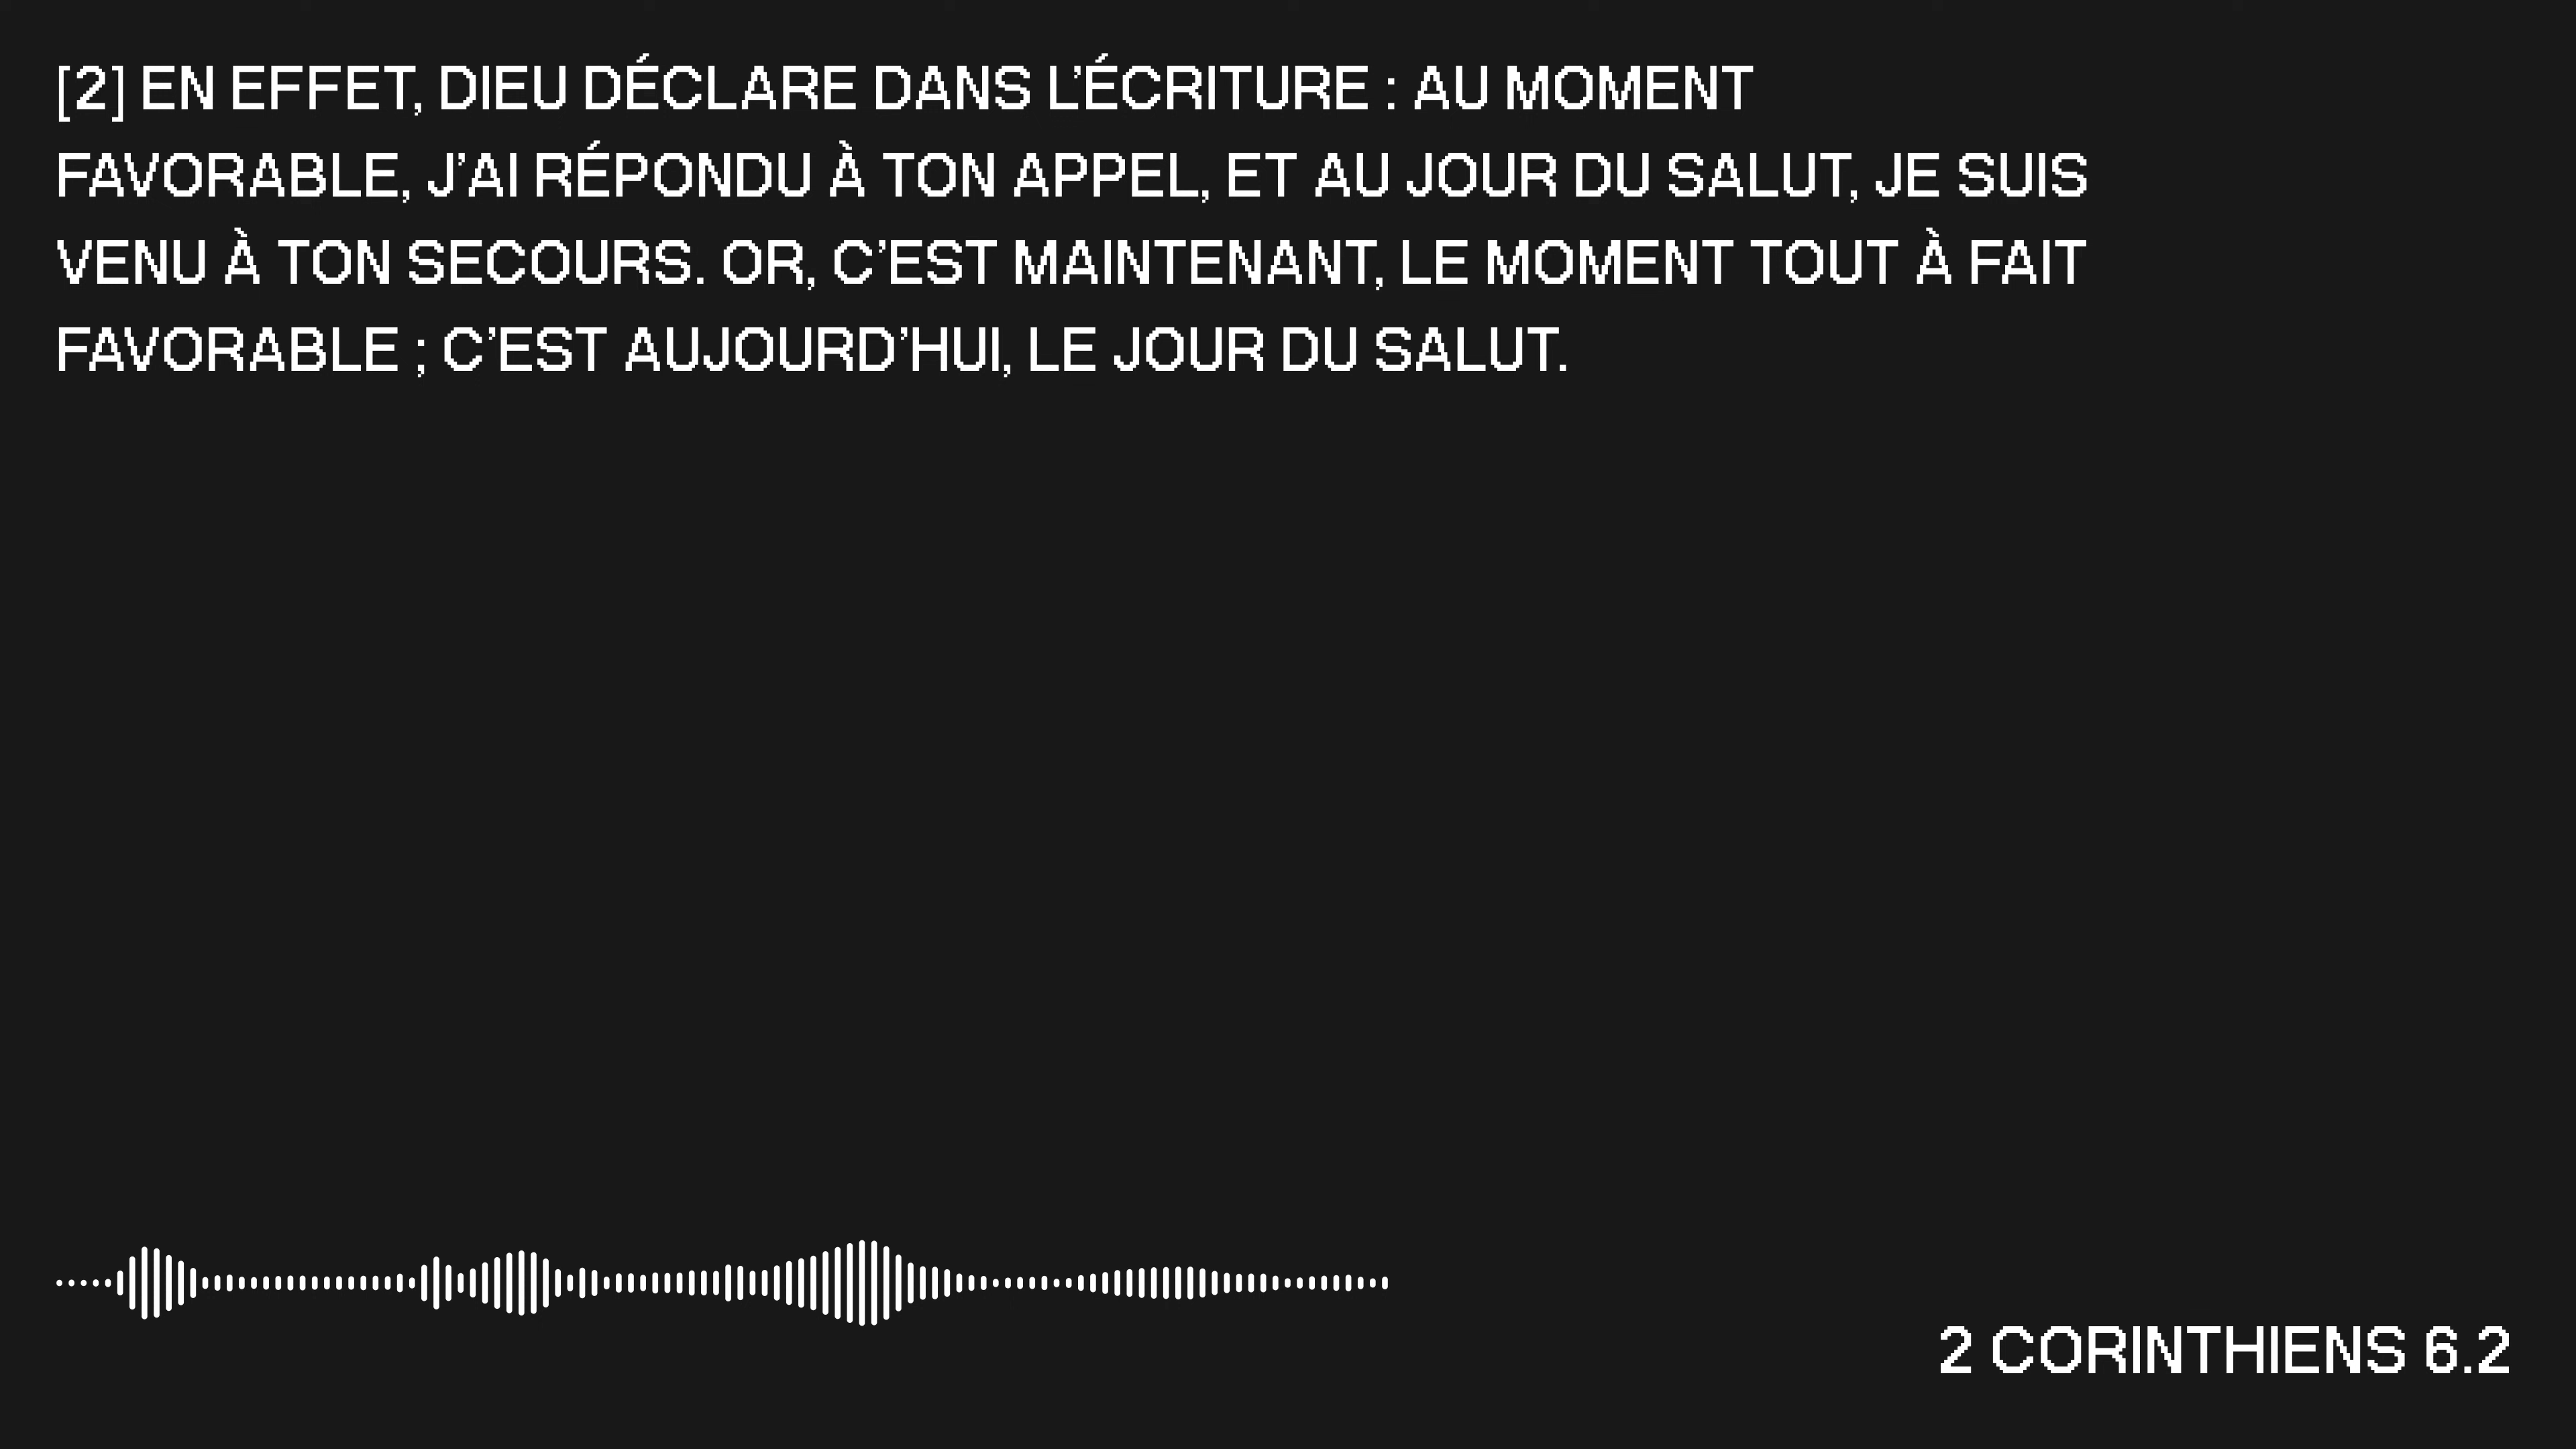 [2] EN EFFET, DIEU DÉCLARE DANS L’ÉCRITURE : AU MOMENT
FAVORABLE, J’AI RÉPONDU À TON APPEL, ET AU JOUR DU SALUT, JE SUIS
VENU À TON SECOURS. OR, C’EST MAINTENANT, LE MOMENT TOUT À FAIT
FAVORABLE ; C’EST AUJOURD’HUI, LE JOUR DU SALUT.
2 CORINTHIENS 6.2